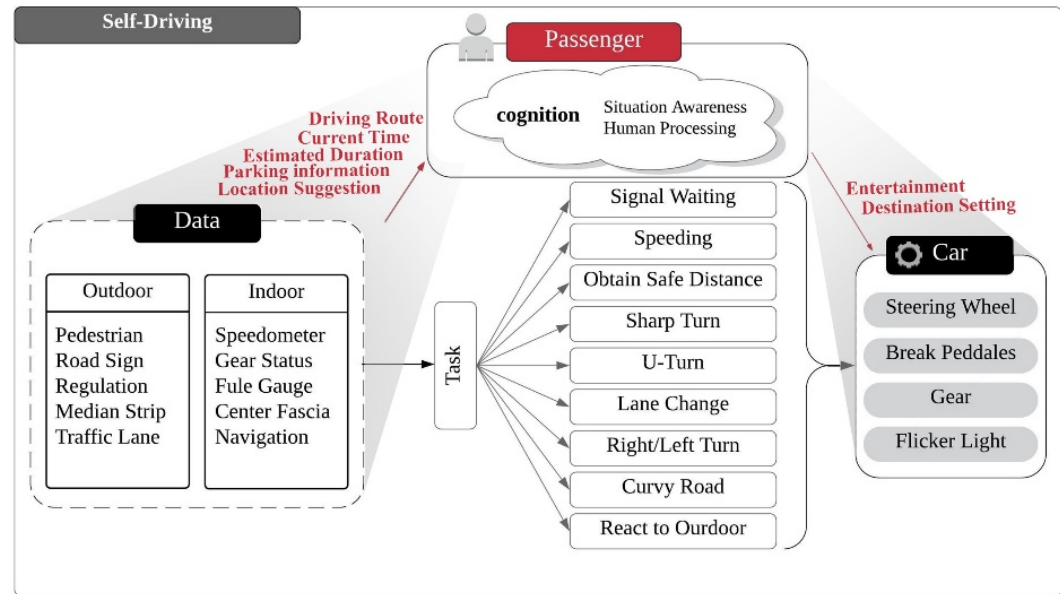 Self-Driving
Passenger
cognition
Situation Awareness
Human Processing
Driving Route
Current Time
Estimated Duration
Parking information
Location Suggestion
Entertainment
Destination Setting
Data
Outdoor
Pedestrian
Road Sign
Regulation
Median Strip
Traffic Lane
Indoor
Speedometer
Gear Status
Fule Gauge
Center Fascia
Navigation
Task
Signal Waiting
Speeding
Obtain Safe Distance
Sharp Turn
U-Turn
Lane Change
Right/Left Turn
Curvy Road
React to Ourdoor
Car
Steering Wheel
Break Peddales
Gear
Flicker Light